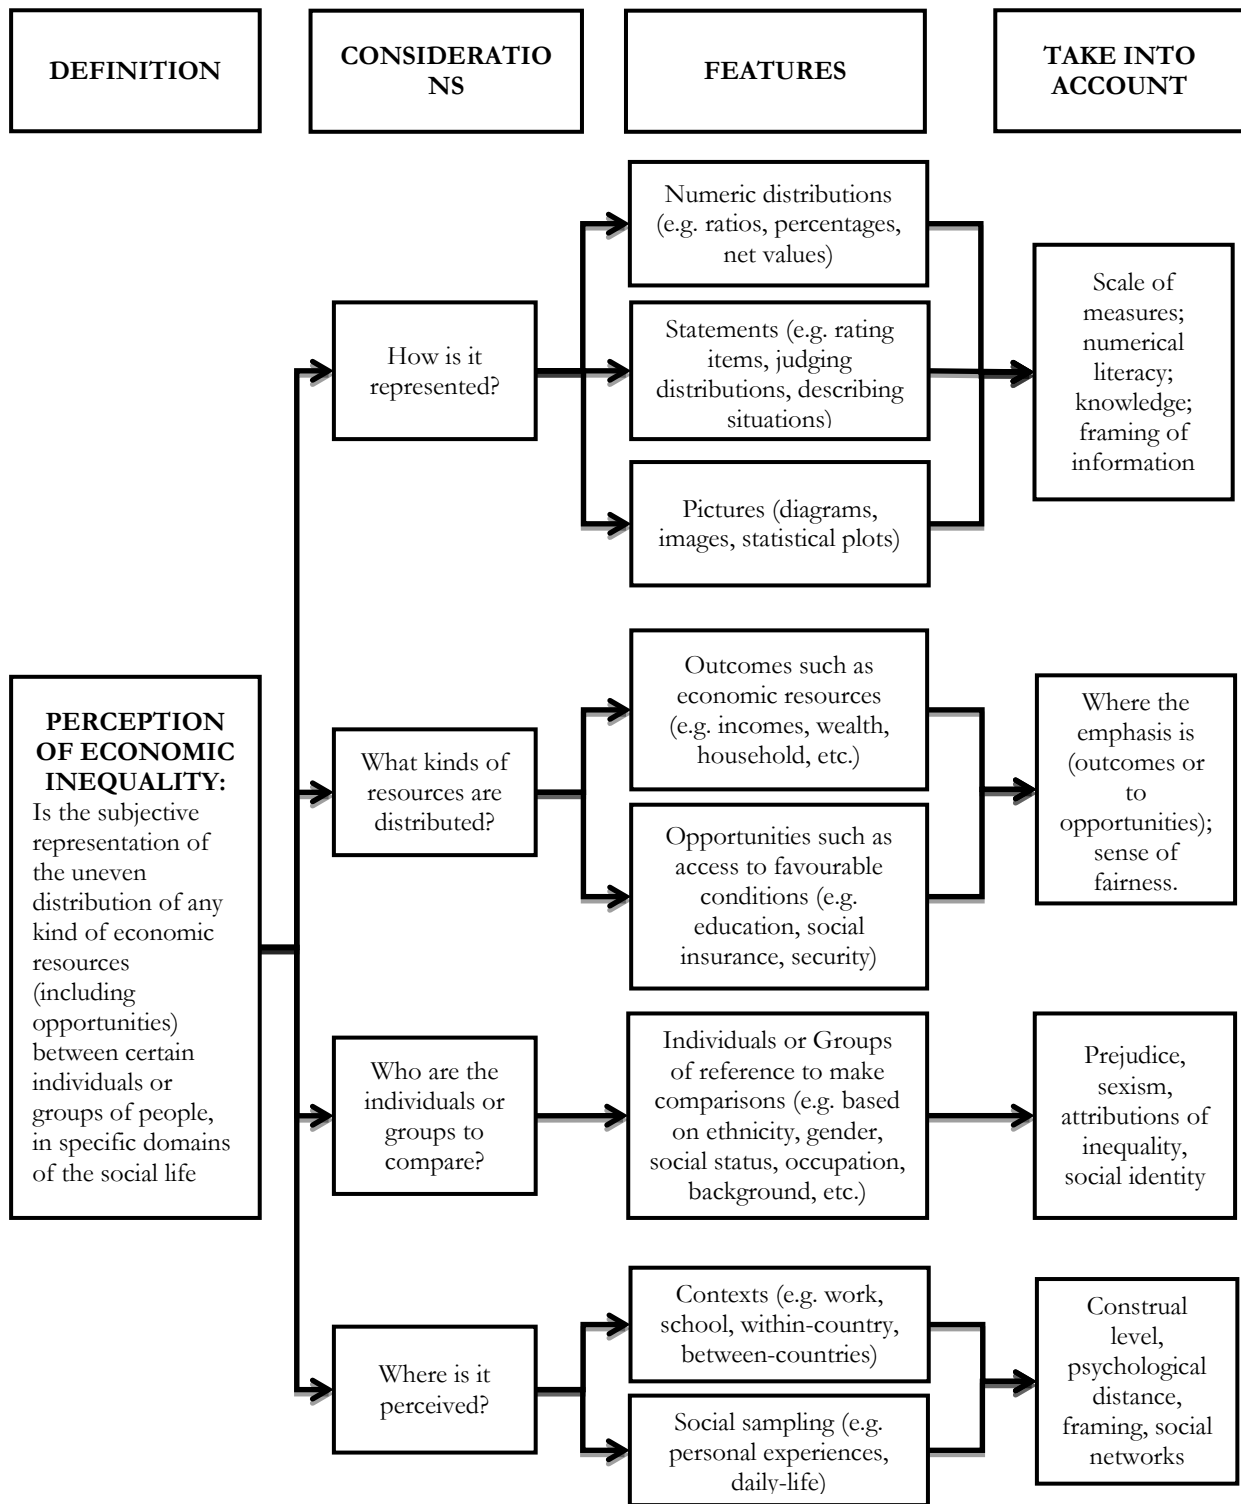 DEFINITION
CONSIDERATIO
NS
FEATURES
TAKE INTO
ACCOUNT
PERCEPTION
OF ECONOMIC
INEQUALITY:
Is the subjective
representation of
the uneven
distribution of any
kind of economic
resources
(including
opportunities)
between certain
individuals or
groups of people,
in specific domains
of the social life
How is it
represented?
Numeric distributions
(e.g. ratios, percentages,
net values)
Statements (e.g. rating
items, judging
distributions, describing
situations)
Pictures (diagrams,
images, statistical plots)
Scale of
measures;
numerical
literacy;
knowledge;
framing of
information
What kinds of
resources are
distributed?
Outcomes such as
economic resources
(e.g. incomes, wealth,
household, etc.)
Opportunities such as
access to favourable
conditions (e.g.
education, social
insurance, security)
Where the
emphasis is
(outcomes or
to
opportunities);
sense of
fairness.
Who are the
individuals or
groups to
compare?
Individuals or Groups
of reference to make
comparisons (e.g. based
on ethnicity, gender,
social status, occupation,
background, etc.)
Prejudice,
sexism,
attributions of
inequality,
social identity
Where is it
perceived?
Contexts (e.g. work,
school, within-country,
between-countries)
Social sampling (e.g.
personal experiences,
daily-life)
Construal
level,
psychological
distance,
framing, social
networks